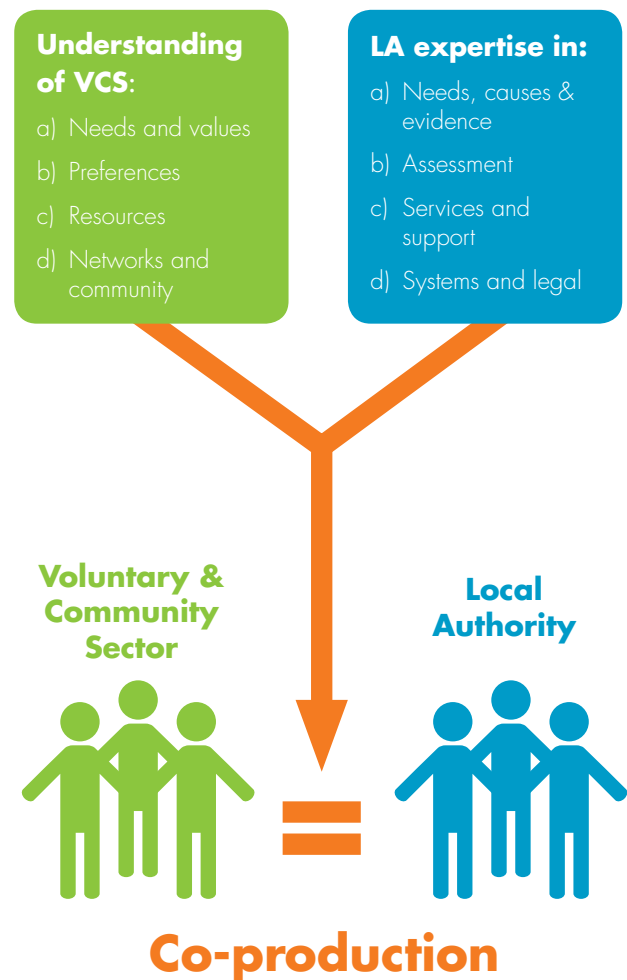 Understanding
of VCS:
a) Needs and values
b) Preferences
c) Resources
d) Networks and
community
LA expertise in:
a) Needs, causes &
evidence
b) Assessment
c) Services and
support
d) Systems and legal
Voluntary &
Community
Sector
Local
Authority
=
Co-production